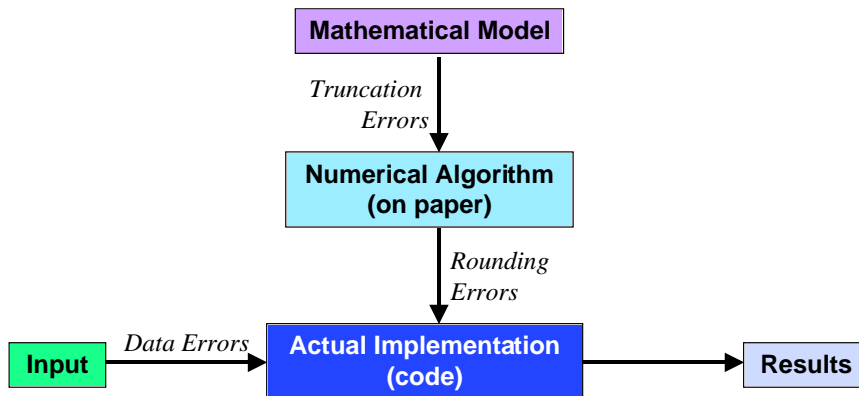 Mathematical Model
Truncation
Errors
Numerical Algorithm
(on paper)
Rounding
Errors
Data Errors
Input
Actual Implementation
(code)
Results